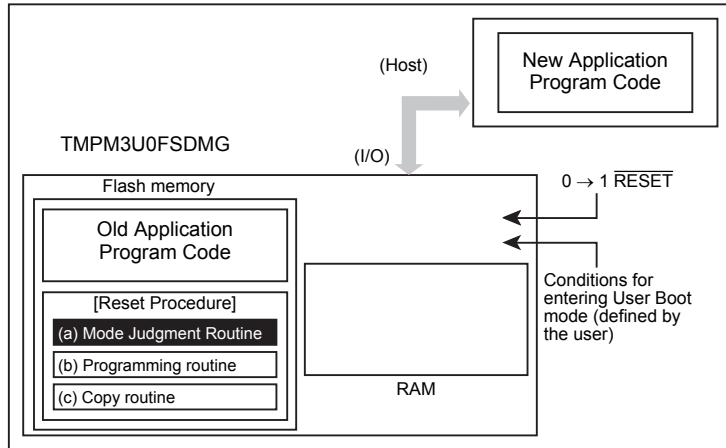 New Application
Program Code
(Host)
TMPM3U0FSDMG
(I/O)
0 → 1 RESET
Flash memory
Old Application
Program Code
[Reset Procedure]
(a) Mode Judgment Routine
(b) Programming routine
(c) Copy routine
RAM
Conditions for
entering User Boot
mode (defined by
the user)